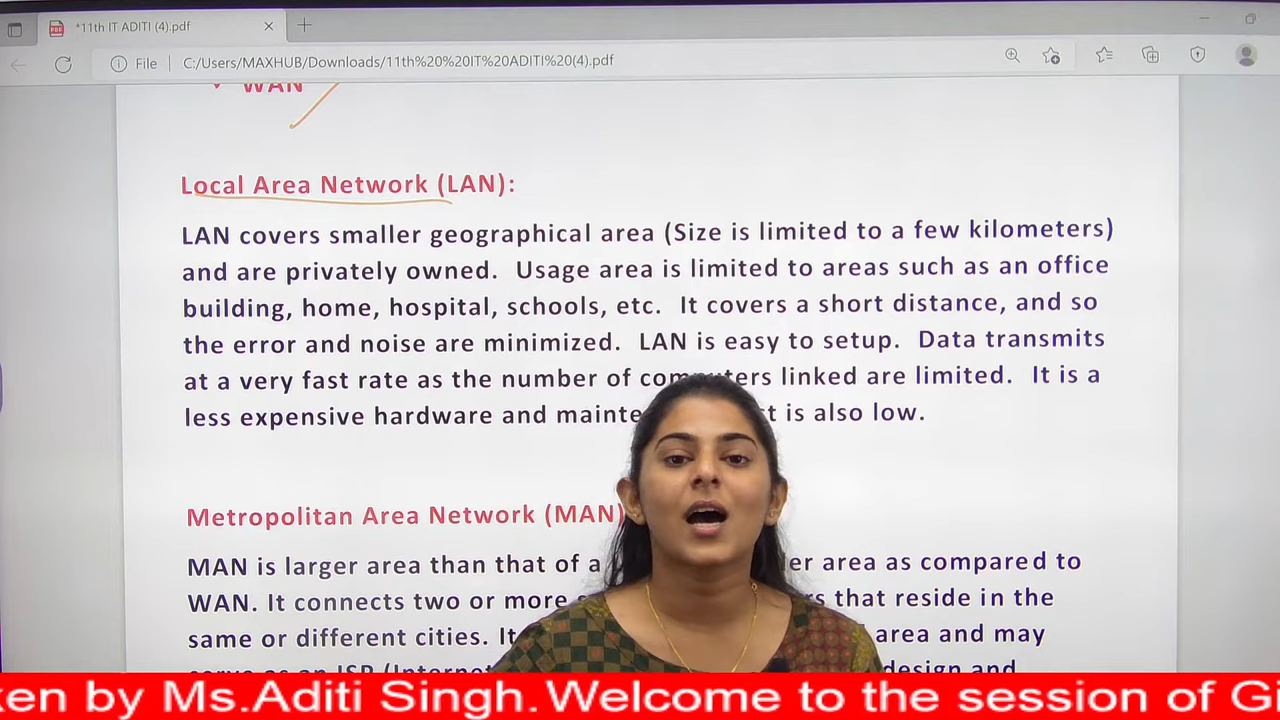 *11th IT ADITI (4).pdf
File
C:/Users/MAXHUB/Downloads/11th%20%20IT%20ADITI%20(4).pdf
WAN
Local Area Network (LAN):
LAN covers smaller geographical area (Size is limited to a few kilometers)
and are privately owned. Usage area is limited to areas such as an office
building, home, hospital, schools, etc. It covers a short distance, and so
the error and noise are minimized. LAN is easy to setup. Data transmits
at a very fast rate as the number of computers linked are limited. It is a
less expensive hardware and is also low.
Metropolitan Area Network (MAN)
MAN is larger area than that of a area as compared to
WAN. It connects two or more that reside in the
same or different cities. It area and may
serve as an ISP design and
ken by Ms.Aditi Singh.Welcome to the session of Gi